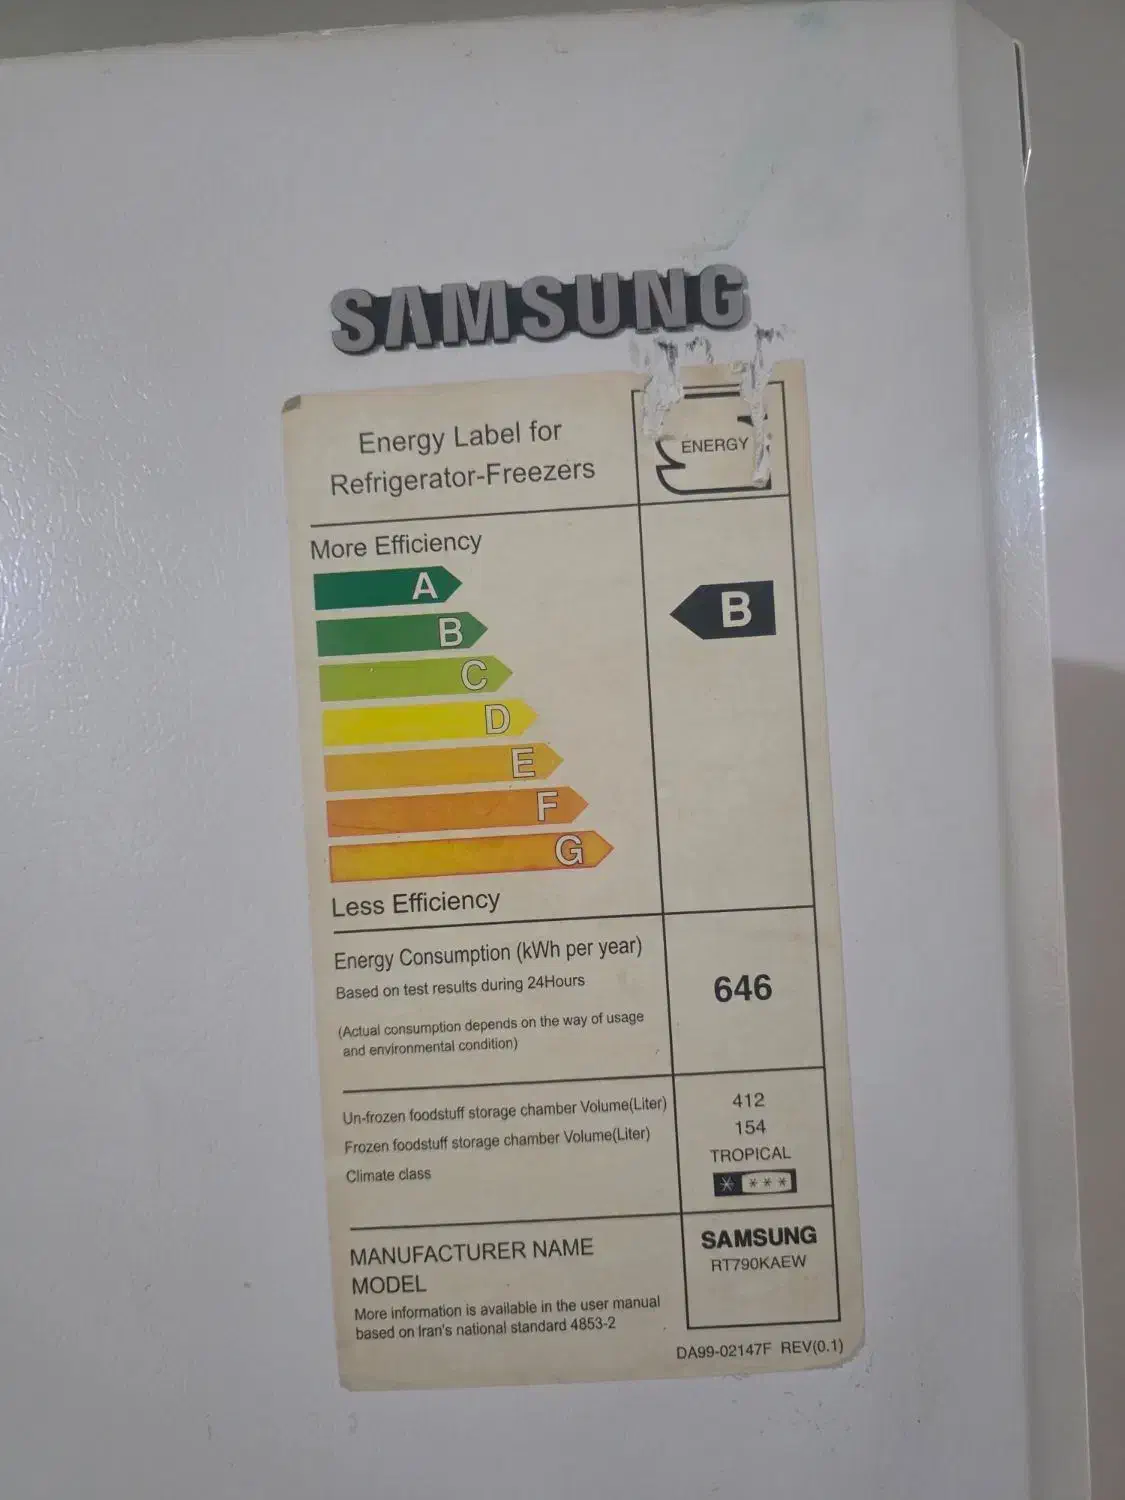 SAMSUNG
Energy Label for
Refrigerator-Freezers
ENERGY
More Efficiency
A
B
B
C
D
E
F
G
Less Efficiency
Energy Consumption (kWh per year)
Based on test results during 24Hours
646
(Actual consumption depends on the way of usage
and environmental condition)
Un-frozen foodstuff storage chamber Volume(Liter) 412
Frozen foodstuff storage chamber Volume(Liter) 154
Climate class TROPICAL
* ***
MANUFACTURER NAME SAMSUNG
MODEL RT790KAEW
More information is available in the user manual
based on Iran's national standard 4853-2
DA99-02147F REV(0.1)